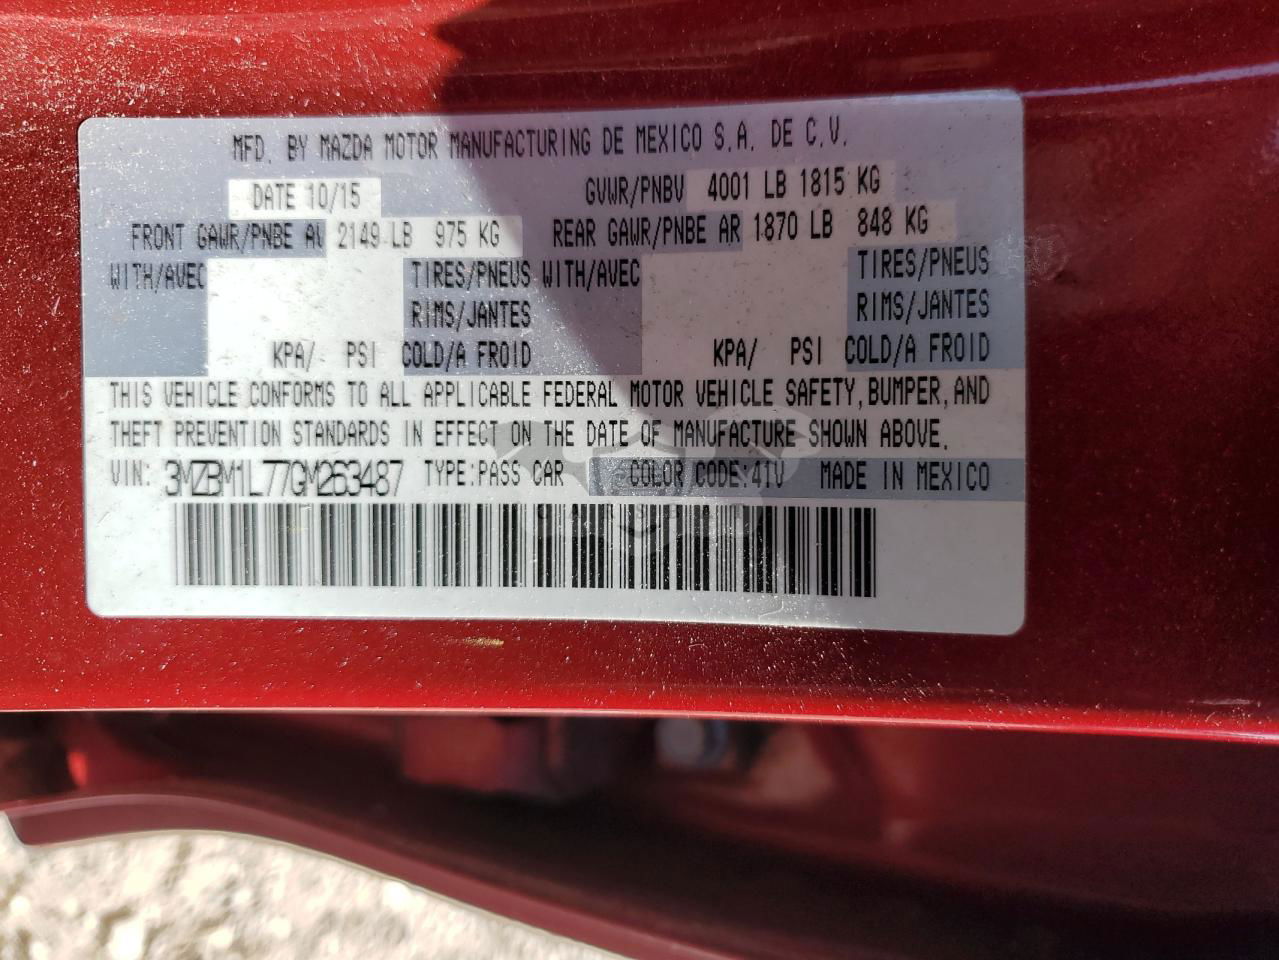 MFD. BY MAZDA MOTOR MANUFACTURING DE MEXICO S.A. DE C.V.
DATE 10/15 GVWR/PNBV 4001 LB 1815 KG
FRONT GAWR/PNBE AV 2149 LB 975 KG REAR GAWR/PNBE AR 1870 LB 848 KG
WITH/AVEC TIRES/PNEUS WITH/AVEC TIRES/PNEUS
RIMS/JANTES RIMS/JANTES
KPA/ PSI COLD/A FROID KPA/ PSI COLD/A FROID
THIS VEHICLE CONFORMS TO ALL APPLICABLE FEDERAL MOTOR VEHICLE SAFETY, BUMPER, AND
THEFT PREVENTION STANDARDS IN EFFECT ON THE DATE OF MANUFACTURE SHOWN ABOVE.
VIN: 3MZBM1L77GM263487 TYPE:PASS CAR COLOR CODE:41V MADE IN MEXICO